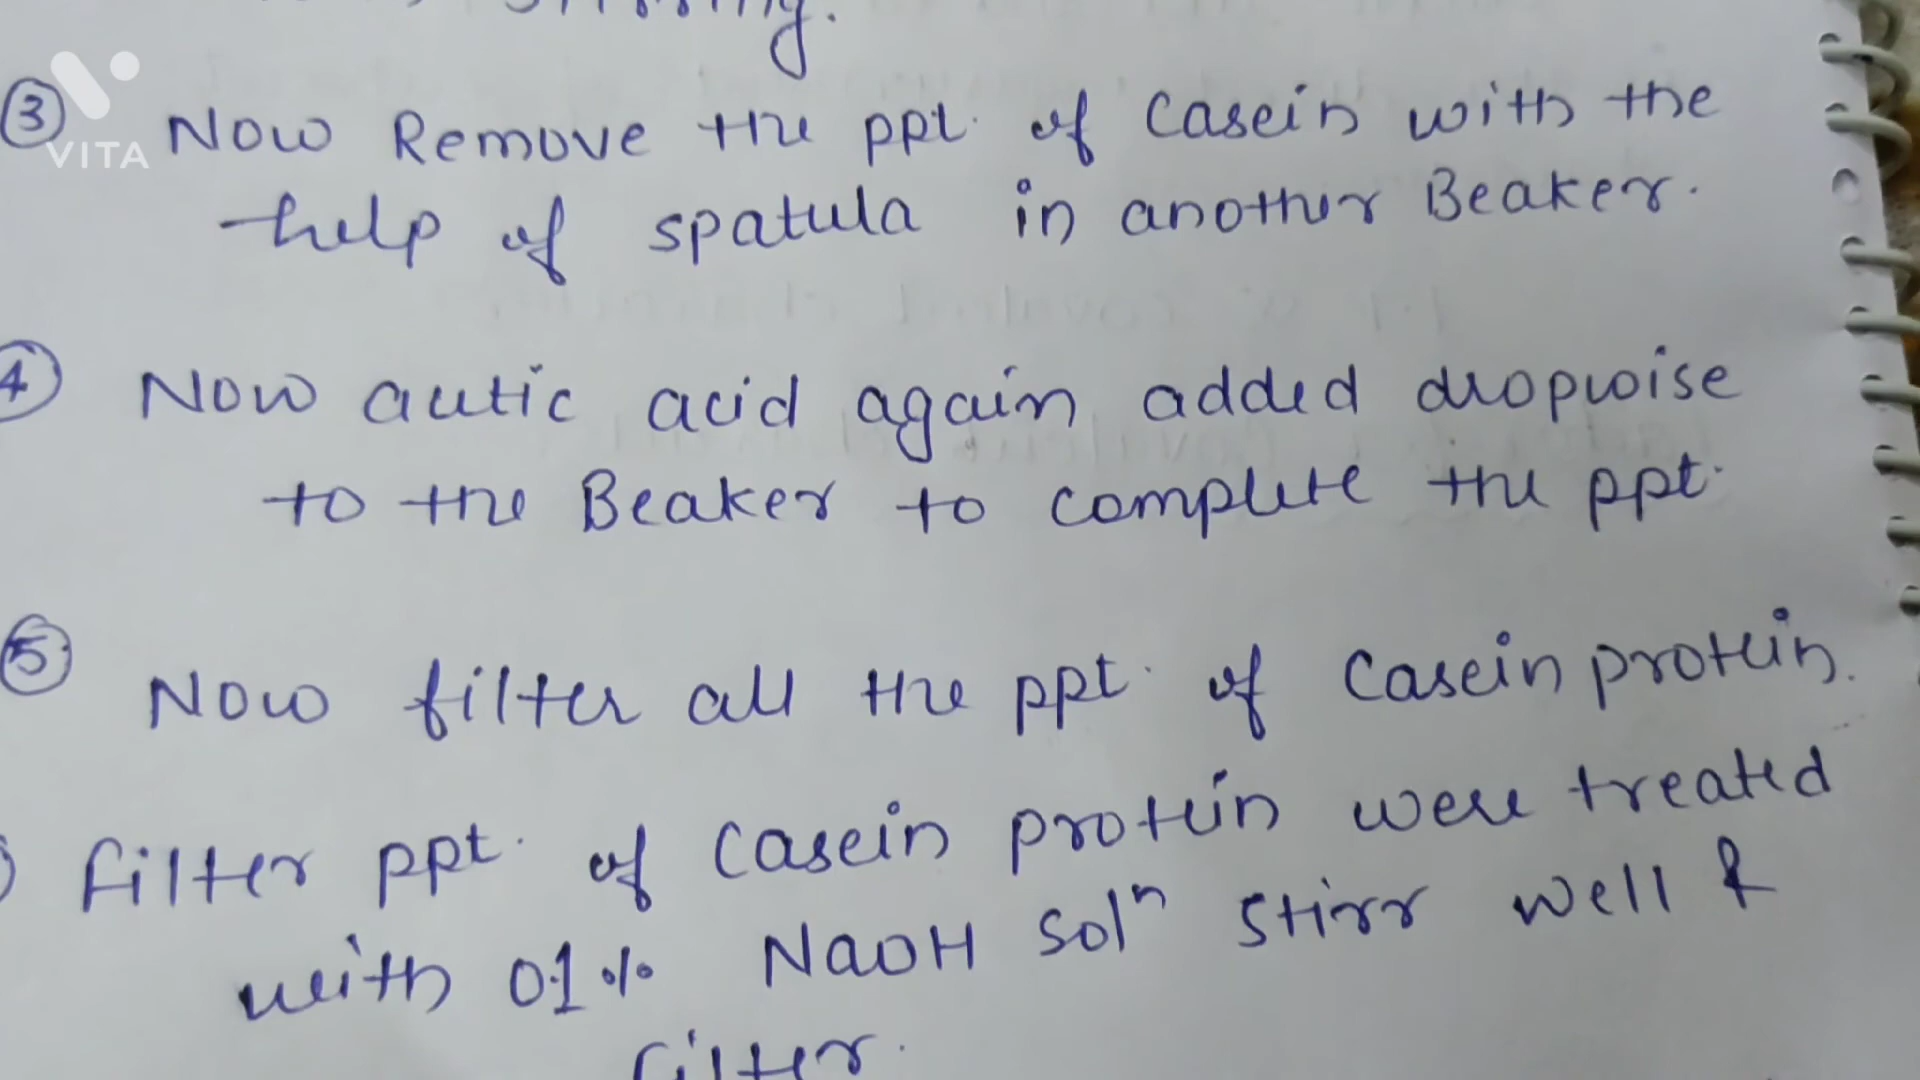 stirring.
③ Now Remove the ppt. of Casein with the
help of spatula in another Beaker.
④ Now acetic acid again added dropwise
to the Beaker to complete the ppt.
⑤ Now filter all the ppt. of Casein protein.
filter ppt. of Casein protein were treated
with 0.1% NaOH solⁿ stirr well &
filter.
VITA